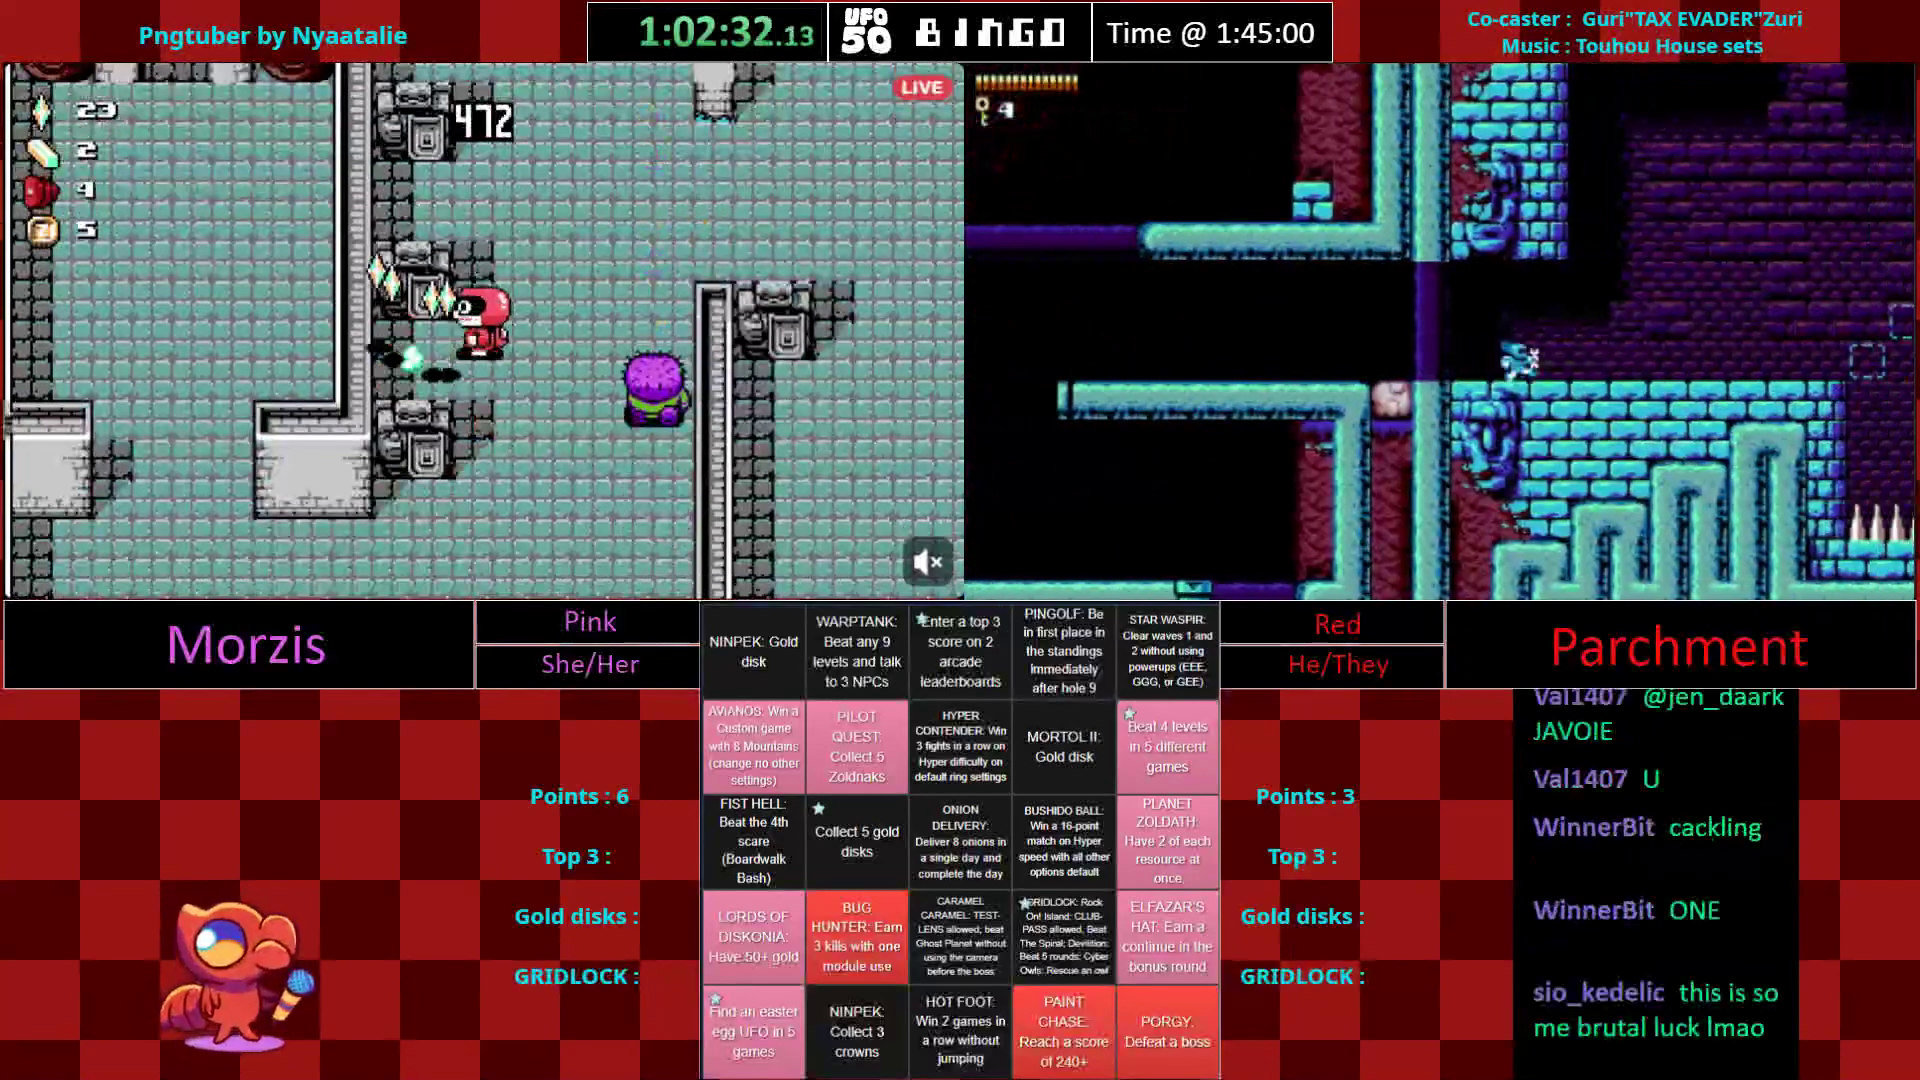 Pngtuber by Nyaatalie
1:02:32.13
UFO 50 BINGO
Time @ 1:45:00
Co-caster : Guri"TAX EVADER"Zuri
Music : Touhou House sets
LIVE
23
2
4
5
472
4
Morzis
Pink
She/Her
Red
He/They
Parchment
NINPEK: Gold
disk
WARPTANK:
Beat any 9
levels and talk
to 3 NPCs
Enter a top 3
score on 2
arcade
leaderboards
PINGOLF: Be
in first place in
the standings
immediately
after hole 9
STAR WASPIR:
Clear waves 1 and
2 without using
powerups (EEE,
GGG, or GEE)
AVIANOS: Win a
Custom game
with 8 Mountains
(change no other
settings)
PILOT
QUEST:
Collect 5
Zoldnaks
HYPER
CONTENDER: Win
3 fights in a row on
Hyper difficulty on
default ring settings
MORTOL II:
Gold disk
Beat 4 levels
in 5 different
games
FIST HELL:
Beat the 4th
scare
(Boardwalk
Bash)
Collect 5 gold
disks
ONION
DELIVERY:
Deliver 8 onions in
a single day and
complete the day
BUSHIDO BALL:
Win a 16-point
match on Hyper
speed with all other
options default
PLANET
ZOLDATH:
Have 2 of each
resource at
once.
LORDS OF
DISKONIA:
Have 50+ gold
BUG
HUNTER: Earn
3 kills with one
module use
CARAMEL
CARAMEL: TEST-
LENS allowed; beat
Ghost Planet without
using the camera
before the boss
GRIDLOCK: Rock
On! Island: CLUB-
PASS allowed, Beat
The Spiral; Devilition:
Beat 5 rounds; Cyber
Owls: Rescue an owl
ELFAZAR'S
HAT: Earn a
continue in the
bonus round
Find an easter
egg UFO in 5
games
NINPEK:
Collect 3
crowns
HOT FOOT:
Win 2 games in
a row without
jumping
PAINT
CHASE:
Reach a score
of 240+
PORGY:
Defeat a boss
Points : 6
Top 3 :
Gold disks :
GRIDLOCK :
Points : 3
Top 3 :
Gold disks :
GRIDLOCK :
Val1407 @jen_daark
JAVOIE
Val1407 U
WinnerBit cackling
WinnerBit ONE
sio_kedelic this is so
me brutal luck lmao